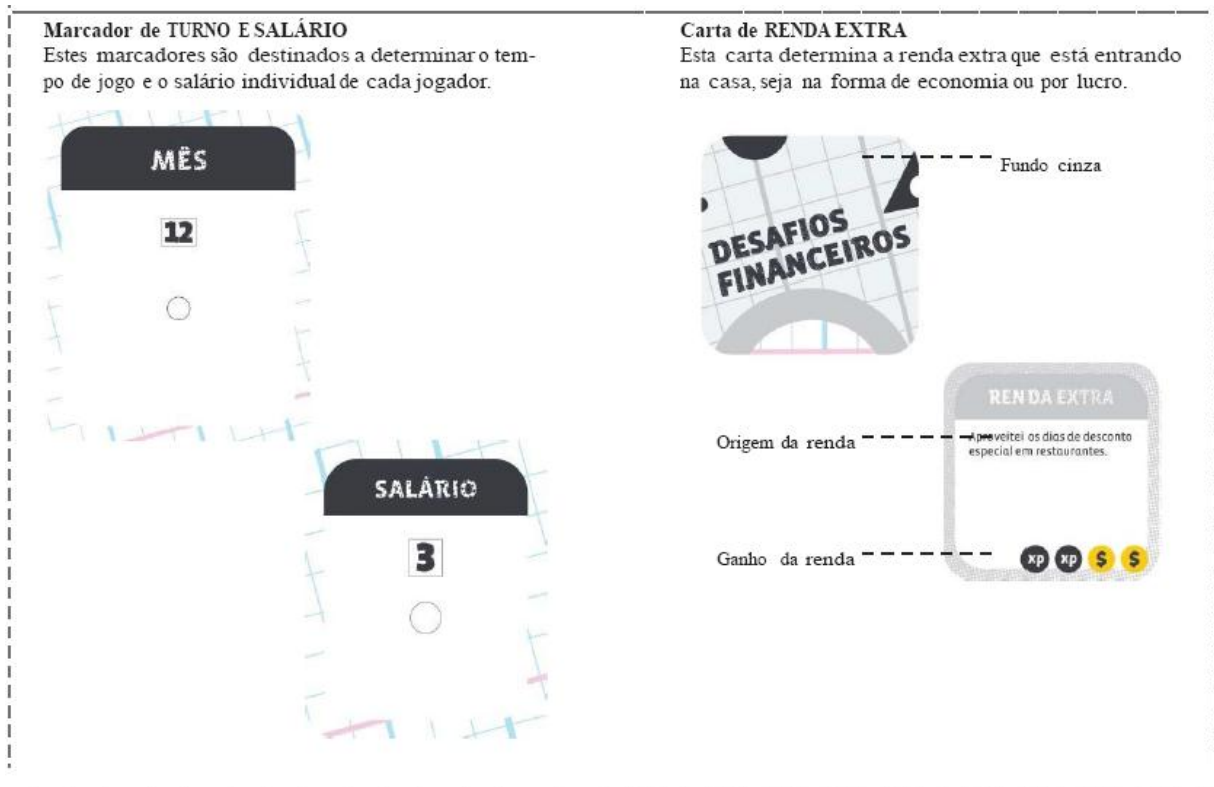 Marcador de TURNO E SALÁRIO
Estes marcadores são destinados a determinar o tem-
po de jogo e o salário individual de cada jogador.
MÊS
12
SALÁRIO
3
Carta de RENDA EXTRA
Esta carta determina a renda extra que está entrando
na casa, seja na forma de economia ou por lucro.
DESAFIOS
FINANCEIROS
Fundo cinza
RENDA EXTRA
Origem da renda
Aproveitei os dias de desconto
especial em restaurantes.
Ganho da renda
xp xp $ $